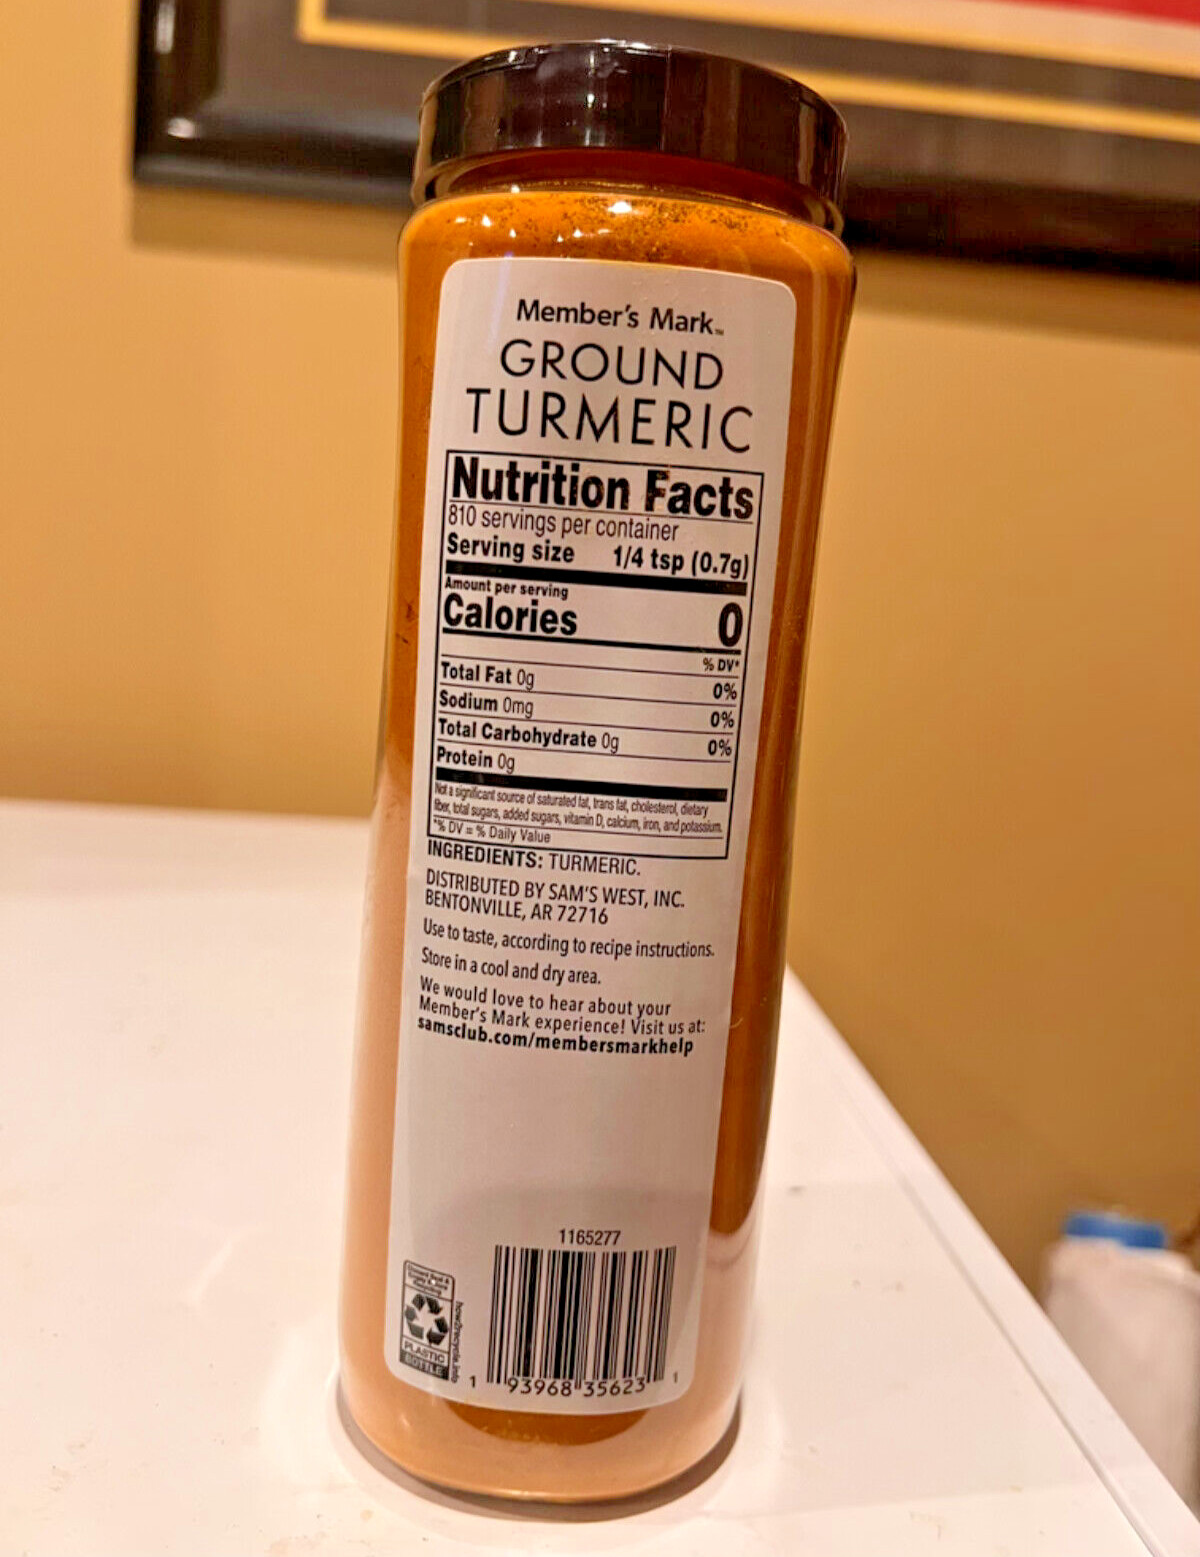 Member's Mark™
GROUND
TURMERIC
Nutrition Facts
810 servings per container
Serving size 1/4 tsp (0.7g)
Amount per serving
Calories 0
% DV*
Total Fat 0g 0%
Sodium 0mg 0%
Total Carbohydrate 0g 0%
Protein 0g
Not a significant source of saturated fat, trans fat, cholesterol, dietary
fiber, total sugars, added sugars, vitamin D, calcium, iron, and potassium.
*% DV = % Daily Value
INGREDIENTS: TURMERIC.
DISTRIBUTED BY SAM'S WEST, INC.
BENTONVILLE, AR 72716
Use to taste, according to recipe instructions.
Store in a cool and dry area.
We would love to hear about your
Member's Mark experience! Visit us at:
samsclub.com/membersmarkhelp
1165277
how2recycle.info
PLASTIC
BOTTLE
1 93968 35623 1